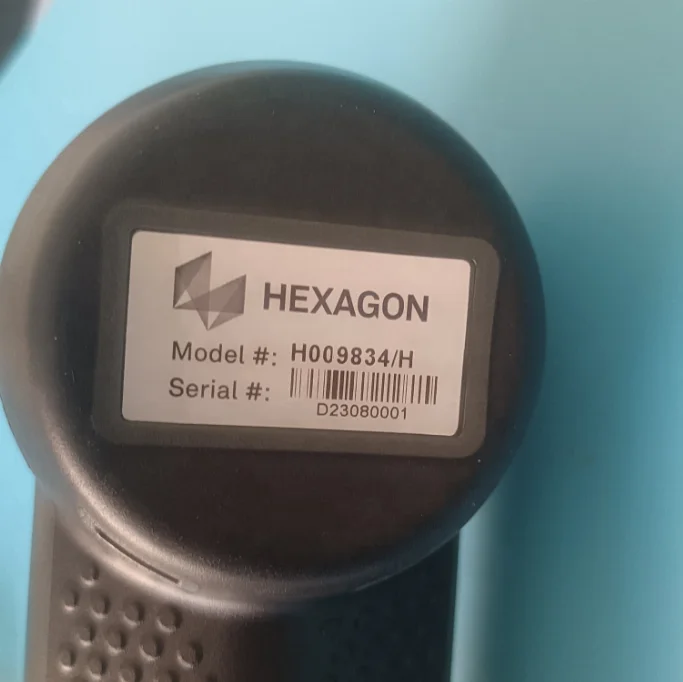 HEXAGON
Model #: H009834/H
Serial #:
D23080001